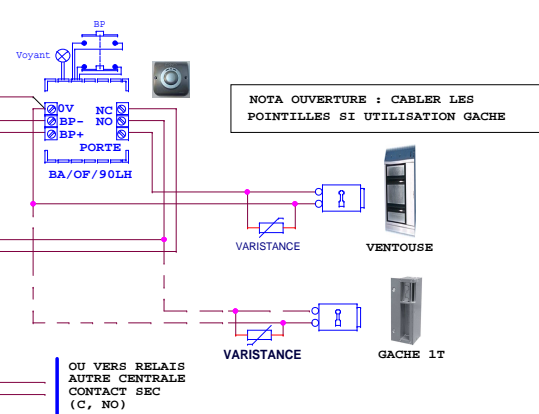 BP
Voyant
0V
NC
BP-
NO
BP+
PORTE
BA/OF/90LH
NOTA OUVERTURE : CABLER LES
POINTILLES SI UTILISATION GACHE
VARISTANCE
VENTOUSE
VARISTANCE
GACHE 1T
OU VERS RELAIS
AUTRE CENTRALE
CONTACT SEC
(C, NO)